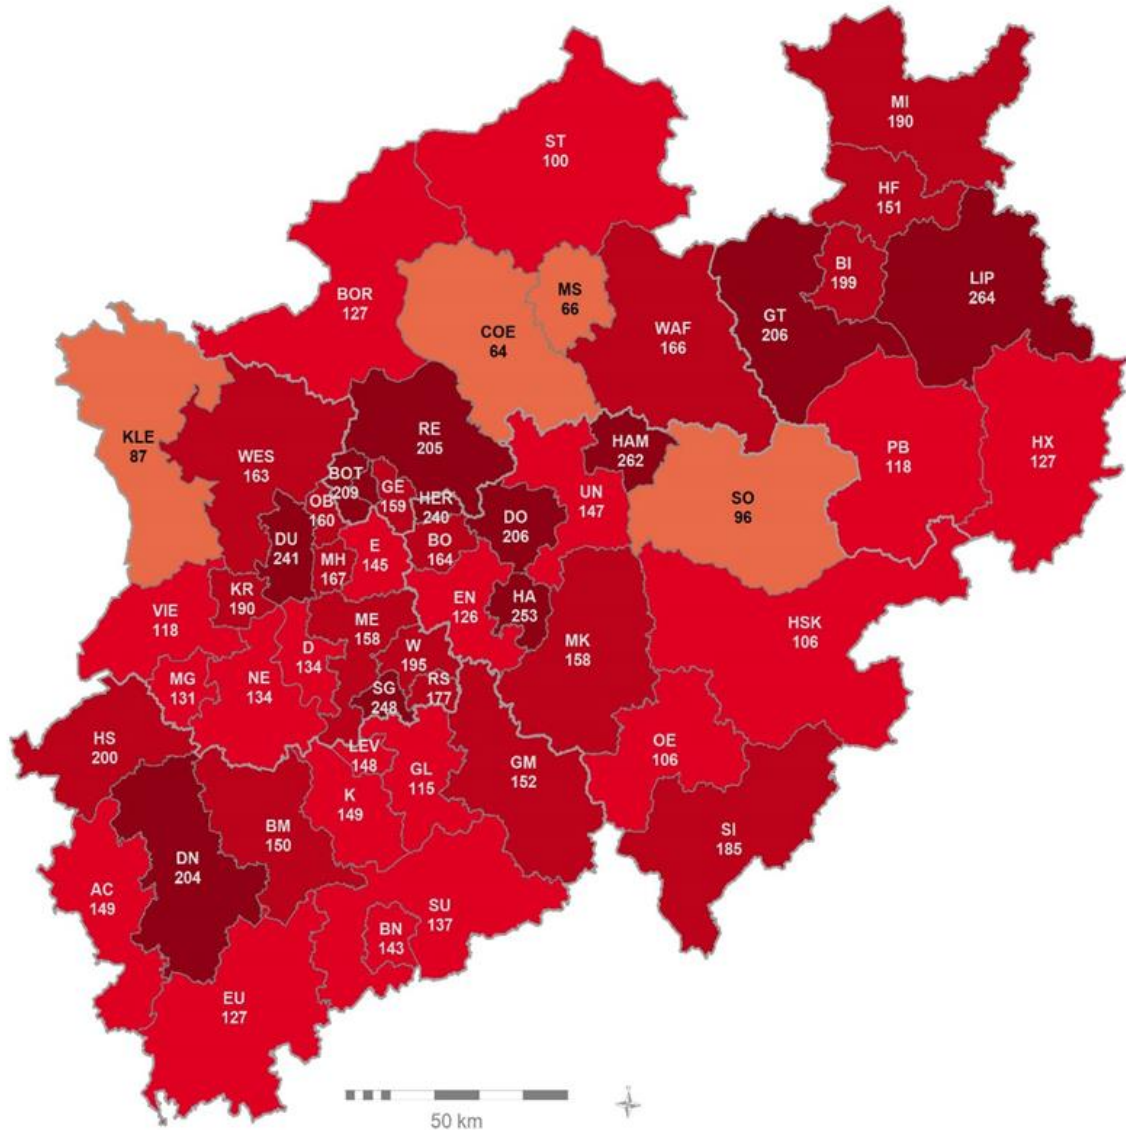 MI
190
ST
100
HF
151
BI
199
LIP
264
MS
66
BOR
127
GT
206
COE
64
WAF
166
KLE
87
RE
205
HAM
262
PB
118
HX
127
WES
163
BOT
209
GE
159
UN
147
SO
96
OB
160
HER
240
DO
206
DU
241
BO
164
E
145
MH
167
KR
190
HA
253
EN
126
VIE
118
ME
158
HSK
106
MK
158
D
134
W
195
MG
131
NE
134
RS
177
SG
248
HS
200
OE
106
LEV
148
GL
115
GM
152
K
149
BM
150
SI
185
DN
204
AC
149
SU
137
BN
143
EU
127
50 km